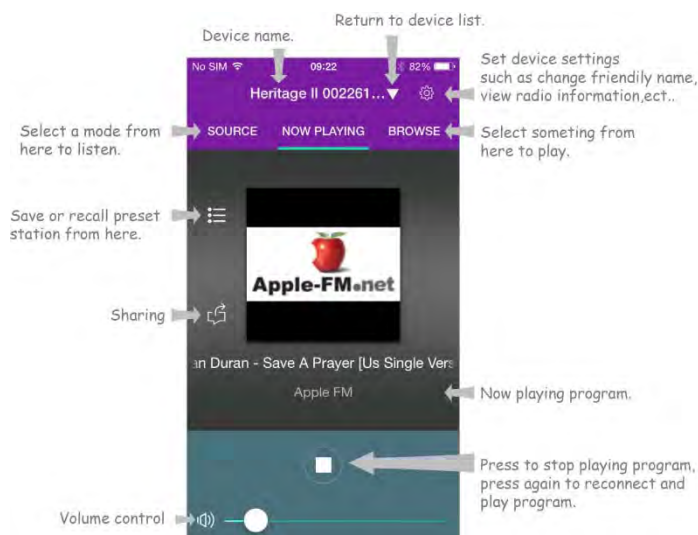 Return to device list.
Device name.
No SIM 09:22 82%
Heritage II 002261...
Set device settings
such as change friendily name,
view radio information,ect..
Select a mode from
here to listen.
SOURCE NOW PLAYING BROWSE
Select someting from
here to play.
Save or recall preset
station from here.
Apple-FM.net
Sharing
an Duran - Save A Prayer [Us Single Vers
Apple FM
Now playing program.
Press to stop playing program,
press again to reconnect and
play program.
Volume control